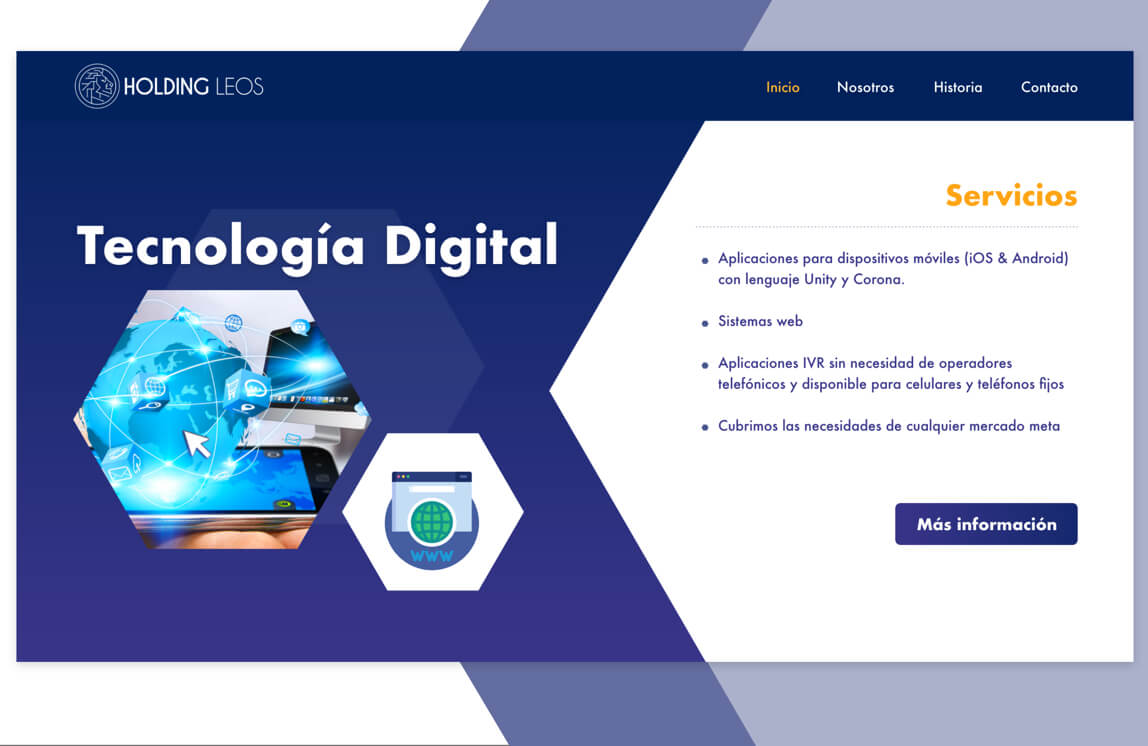 HOLDING LEOS
Inicio
Nosotros
Historia
Contacto
Tecnología Digital
WWW
Servicios
Aplicaciones para dispositivos móviles (iOS & Android)
con lenguaje Unity y Corona.
Sistemas web
Aplicaciones IVR sin necesidad de operadores
telefónicos y disponible para celulares y teléfonos fijos
Cubrimos las necesidades de cualquier mercado meta
Más información